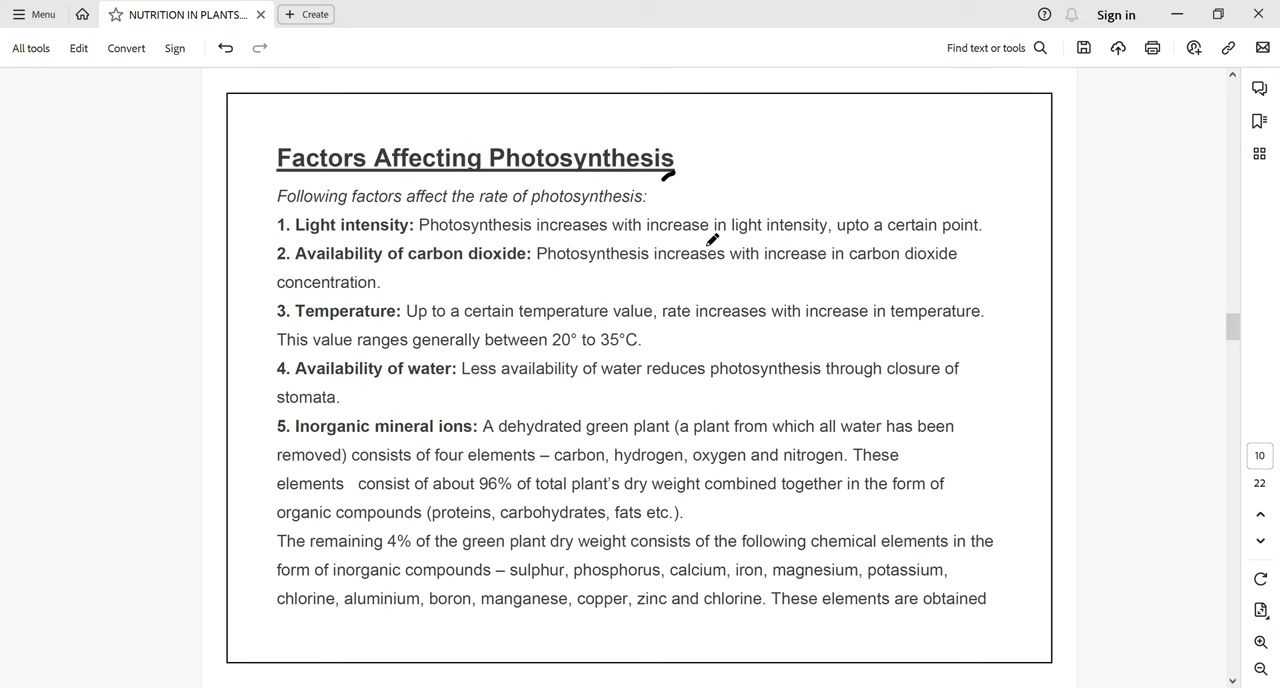 Menu
NUTRITION IN PLANTS....
Create
Sign in
All tools
Edit
Convert
Sign
Find text or tools
Factors Affecting Photosynthesis
Following factors affect the rate of photosynthesis:
1. Light intensity: Photosynthesis increases with increase in light intensity, upto a certain point.
2. Availability of carbon dioxide: Photosynthesis increases with increase in carbon dioxide
concentration.
3. Temperature: Up to a certain temperature value, rate increases with increase in temperature.
This value ranges generally between 20° to 35°C.
4. Availability of water: Less availability of water reduces photosynthesis through closure of
stomata.
5. Inorganic mineral ions: A dehydrated green plant (a plant from which all water has been
removed) consists of four elements – carbon, hydrogen, oxygen and nitrogen. These
elements consist of about 96% of total plant's dry weight combined together in the form of
organic compounds (proteins, carbohydrates, fats etc.).
The remaining 4% of the green plant dry weight consists of the following chemical elements in the
form of inorganic compounds – sulphur, phosphorus, calcium, iron, magnesium, potassium,
chlorine, aluminium, boron, manganese, copper, zinc and chlorine. These elements are obtained
10
22